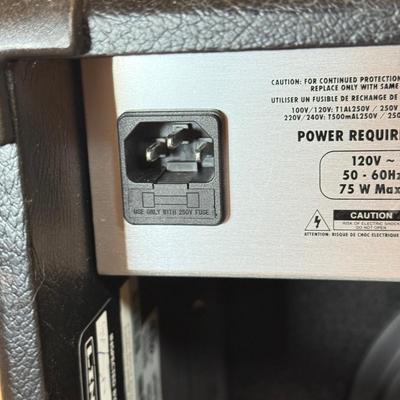 CAUTION: FOR CONTINUED PROTECTION
REPLACE ONLY WITH SAME
UTILISER UN FUSIBLE DE RECHANGE DE
100V/120V: T1AL250V / 250V
220V/240V: T500mAL250V / 250
POWER REQUIRE
120V ~
50 - 60Hz
75 W Max
CAUTION
RISK OF ELECTRIC SHOCK
DO NOT OPEN
ATTENTION: RISQUE DE CHOC ELECTRIQUE
USE ONLY WITH 250V FUSE